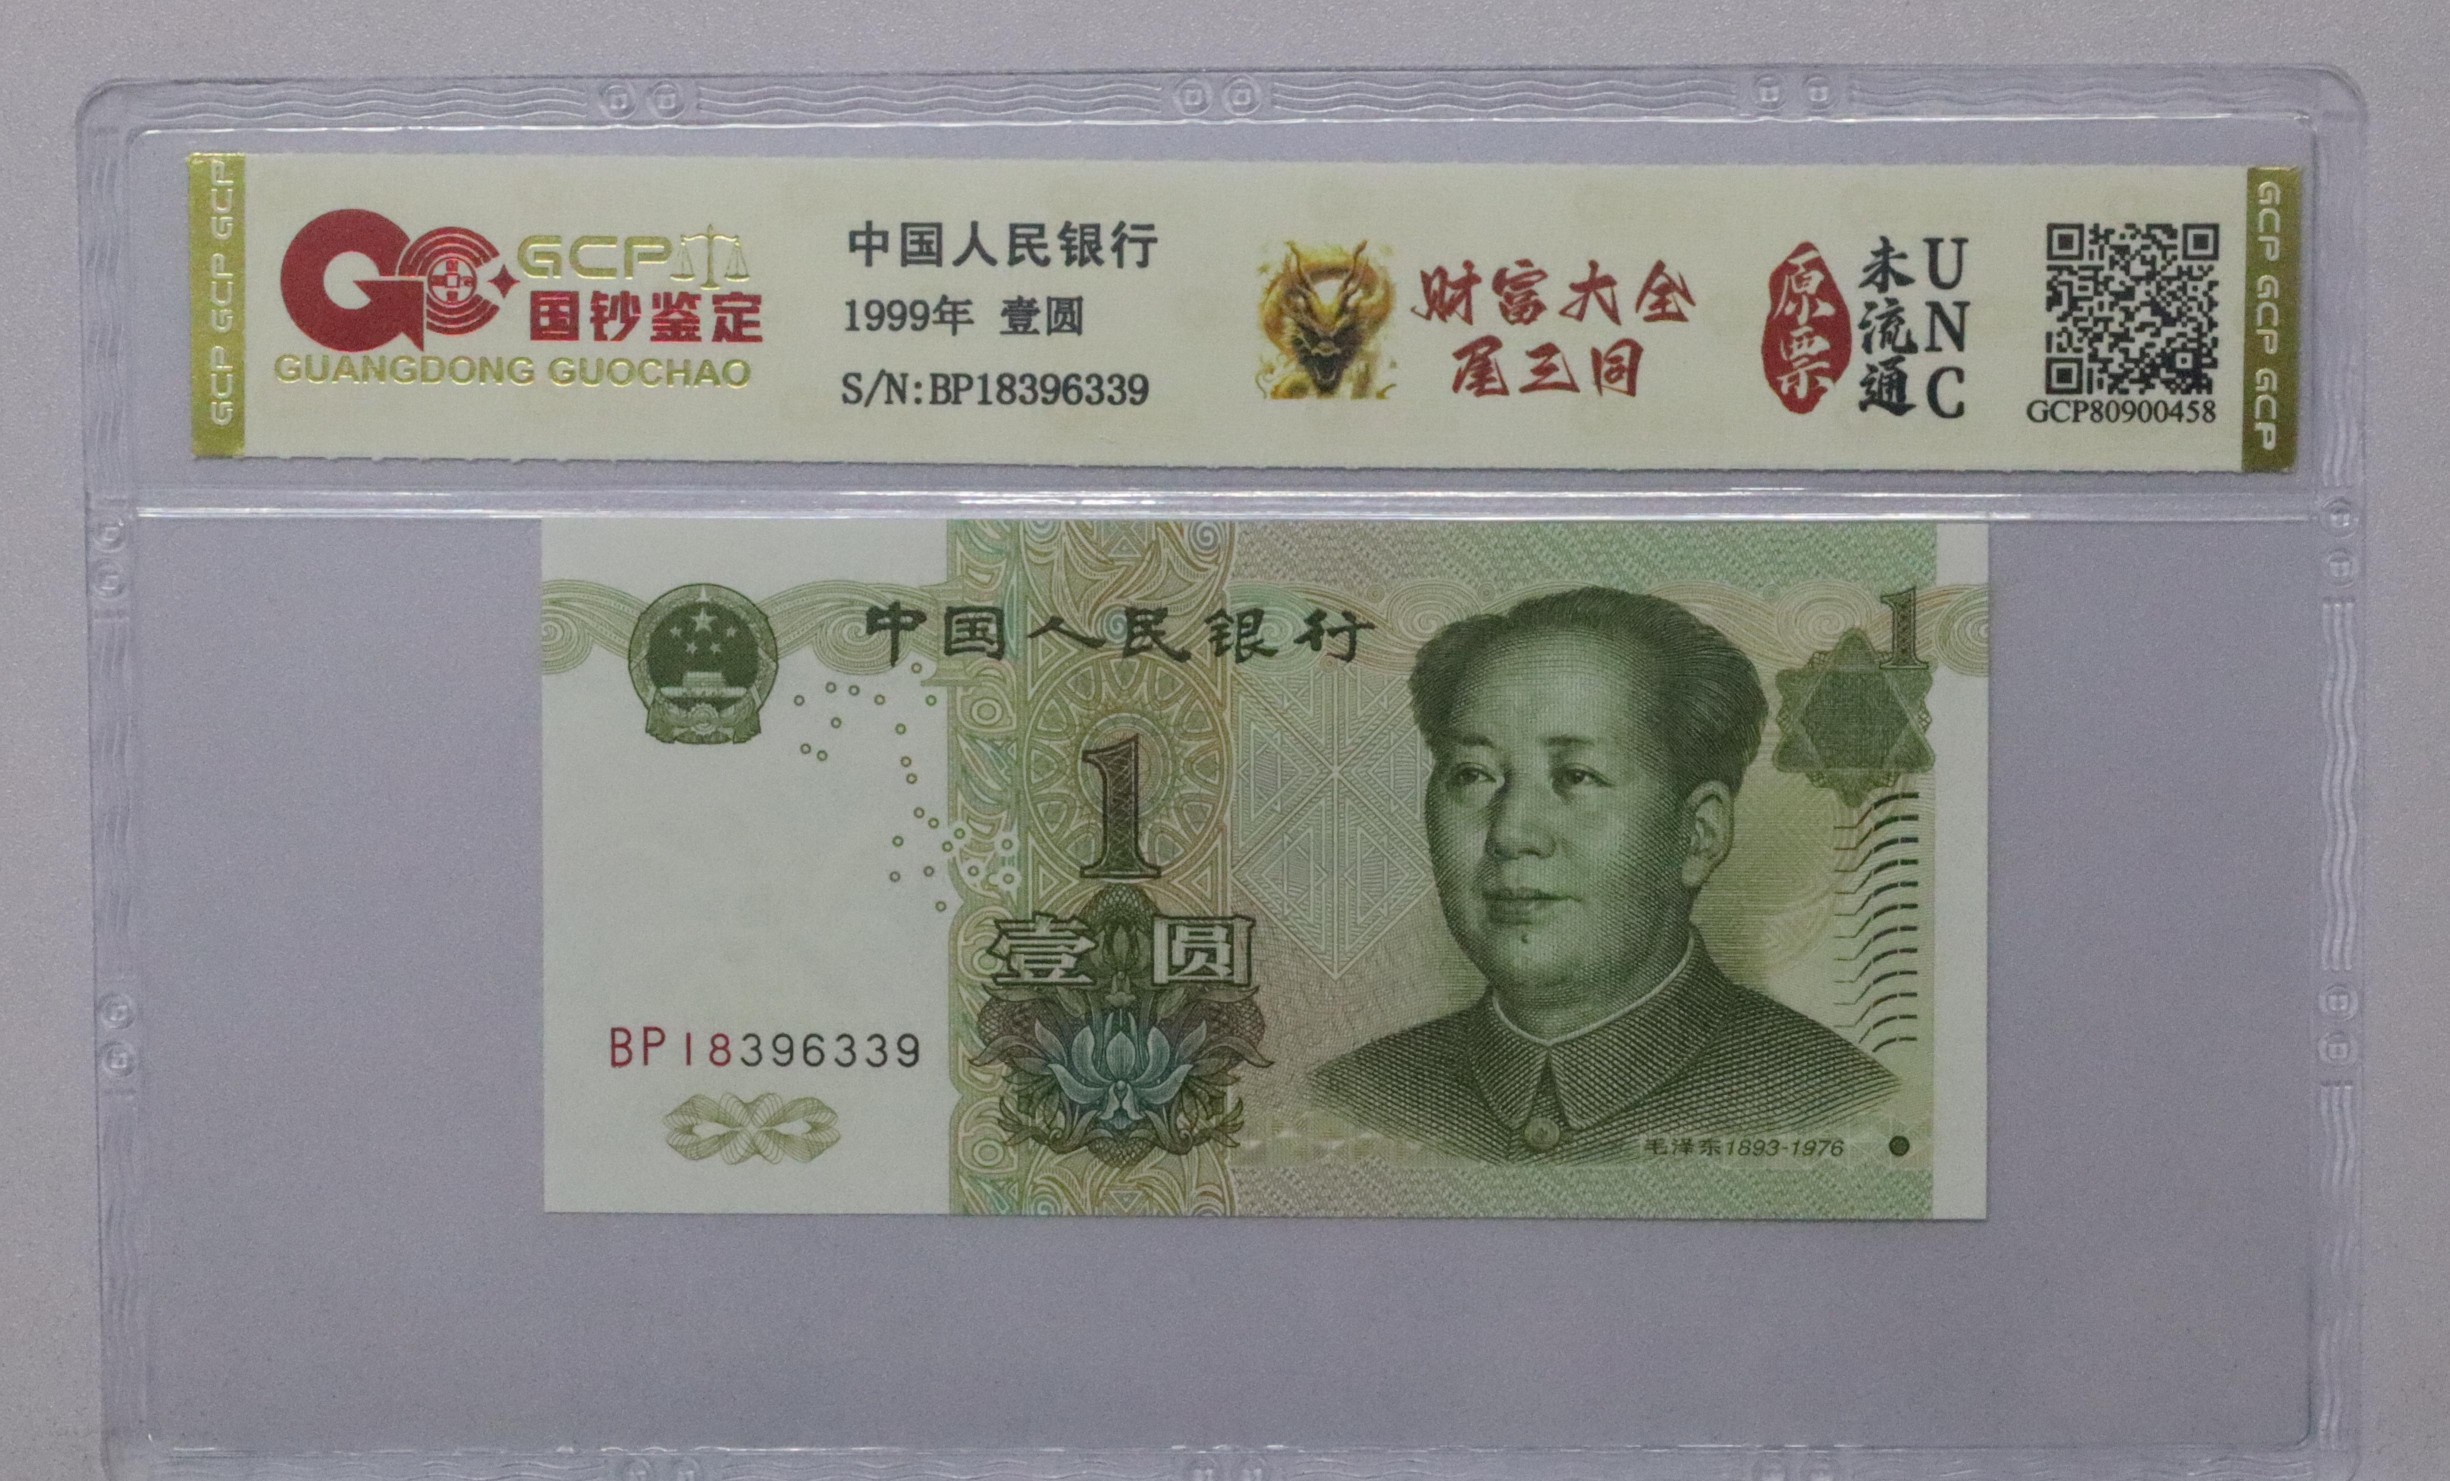 GCP GCP GCP
GCP
国钞鉴定
GUANGDONG GUOCHAO
中国人民银行
1999年 壹圆
S/N:BP18396339
财富大全
尾三同
原票
未流通
UNC
GCP80900458
GCP GCP GCP
中国人民银行
1
1
壹圆
BP18396339
毛泽东1893-1976